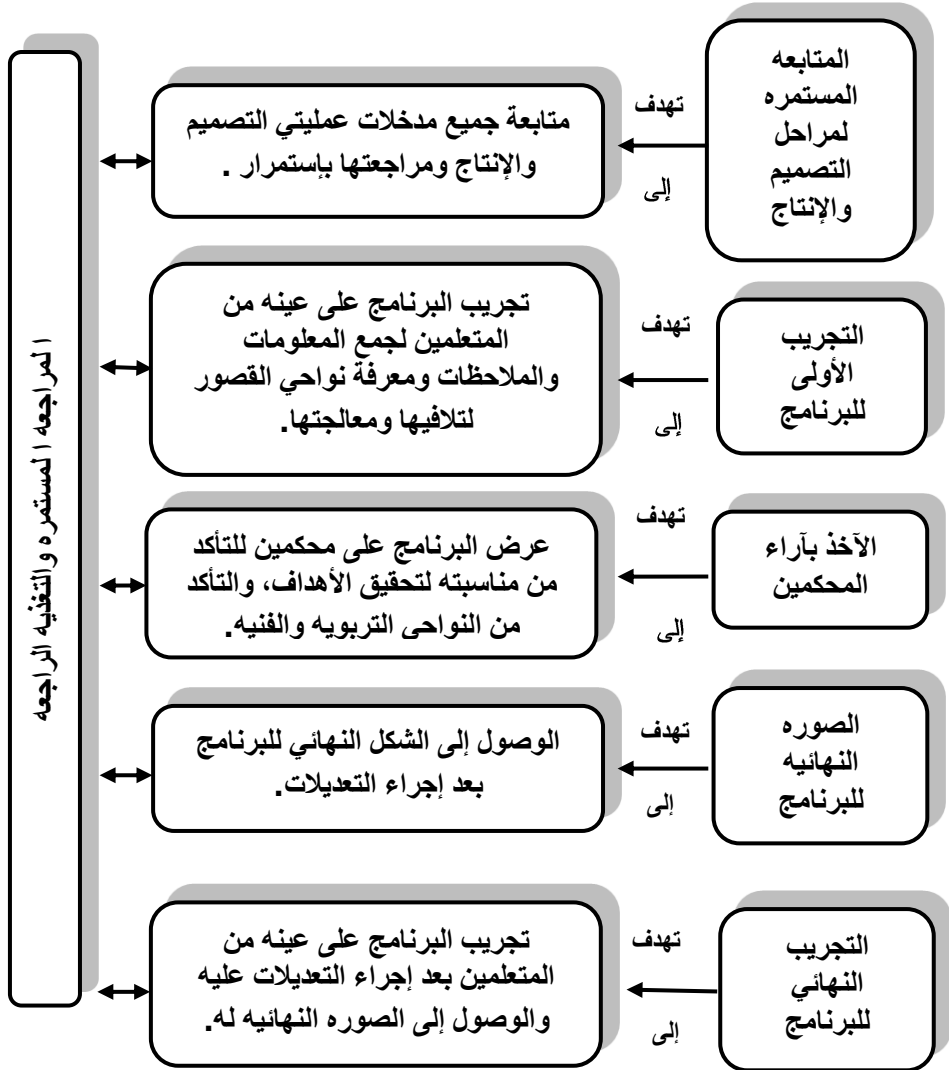 المتابعه
المستمره
لمراحل
التصميم
والإنتاج
تهدف
إلى
متابعة جميع مدخلات عمليتي التصميم
والإنتاج ومراجعتها بإستمرار .
التجريب
الأولى
للبرنامج
تهدف
إلى
تجريب البرنامج على عينه من
المتعلمين لجمع المعلومات
والملاحظات ومعرفة نواحي القصور
لتلافيها ومعالجتها.
الآخذ بآراء
المحكمين
تهدف
إلى
عرض البرنامج على محكمين للتأكد
من مناسبته لتحقيق الأهداف، والتأكد
من النواحى التربويه والفنيه.
الصوره
النهائيه
للبرنامج
تهدف
إلى
الوصول إلى الشكل النهائي للبرنامج
بعد إجراء التعديلات.
التجريب
النهائي
للبرنامج
تهدف
إلى
تجريب البرنامج على عينه من
المتعلمين بعد إجراء التعديلات عليه
والوصول إلى الصوره النهائيه له.
المراجعه المستمره والتغذيه الراجعه